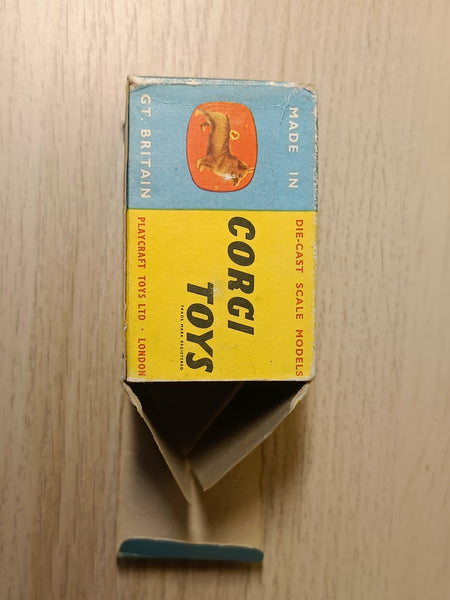 MADE IN
DIE-CAST SCALE MODELS
CORGI
TOYS
TRADE MARK REGISTERED
GT. BRITAIN
PLAYCRAFT TOYS LTD · LONDON